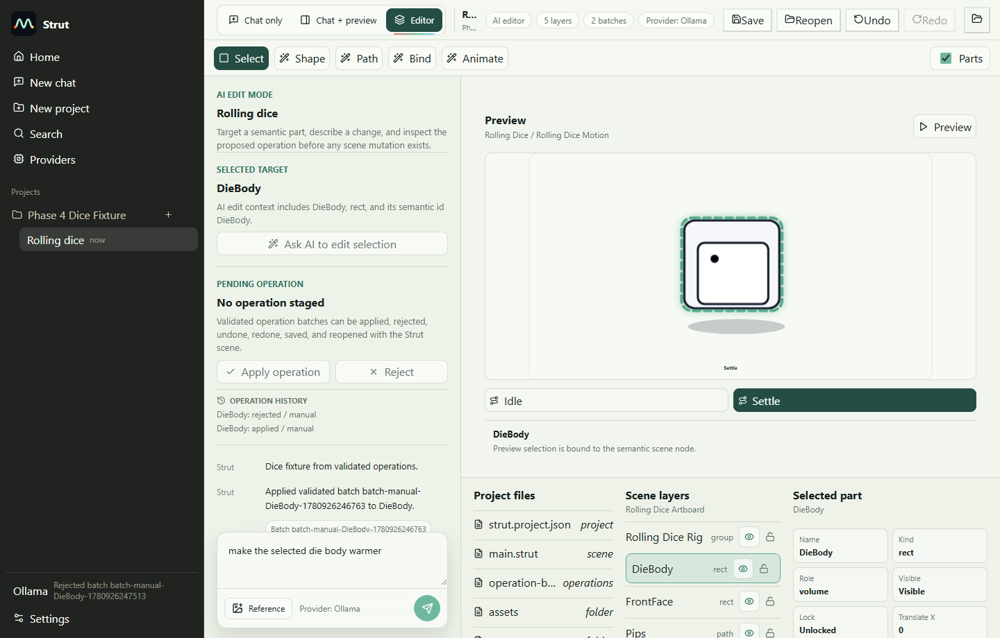 Strut
Home
New chat
New project
Search
Providers
Projects
Phase 4 Dice Fixture +
Rolling dice now
Ollama Rejected batch batch-manual-
DieBody-1780926247513
Settings
Chat only
Chat + preview
Editor
R...
Ph...
AI editor
5 layers
2 batches
Provider: Ollama
Save
Reopen
Undo
Redo
Select
Shape
Path
Bind
Animate
Parts
AI EDIT MODE
Rolling dice
Target a semantic part, describe a change, and inspect the
proposed operation before any scene mutation exists.
SELECTED TARGET
DieBody
AI edit context includes DieBody, rect, and its semantic id
DieBody.
Ask AI to edit selection
PENDING OPERATION
No operation staged
Validated operation batches can be applied, rejected,
undone, redone, saved, and reopened with the Strut
scene.
Apply operation
Reject
OPERATION HISTORY
DieBody: rejected / manual
DieBody: applied / manual
Strut Dice fixture from validated operations.
Strut Applied validated batch batch-manual-
DieBody-1780926246763 to DieBody.
Batch batch-manual-DieBody-1780926246763
make the selected die body warmer
Reference
Provider: Ollama
Preview
Rolling Dice / Rolling Dice Motion
Preview
Settle
Idle
Settle
DieBody
Preview selection is bound to the semantic scene node.
Project files
strut.project.json project
main.strut scene
operation-b... operations
assets folder
Scene layers
Rolling Dice Artboard
Rolling Dice Rig group
DieBody rect
FrontFace rect
Pips path
Selected part
DieBody
Name
DieBody
Kind
rect
Role
volume
Visible
Visible
Lock
Unlocked
Translate X
0